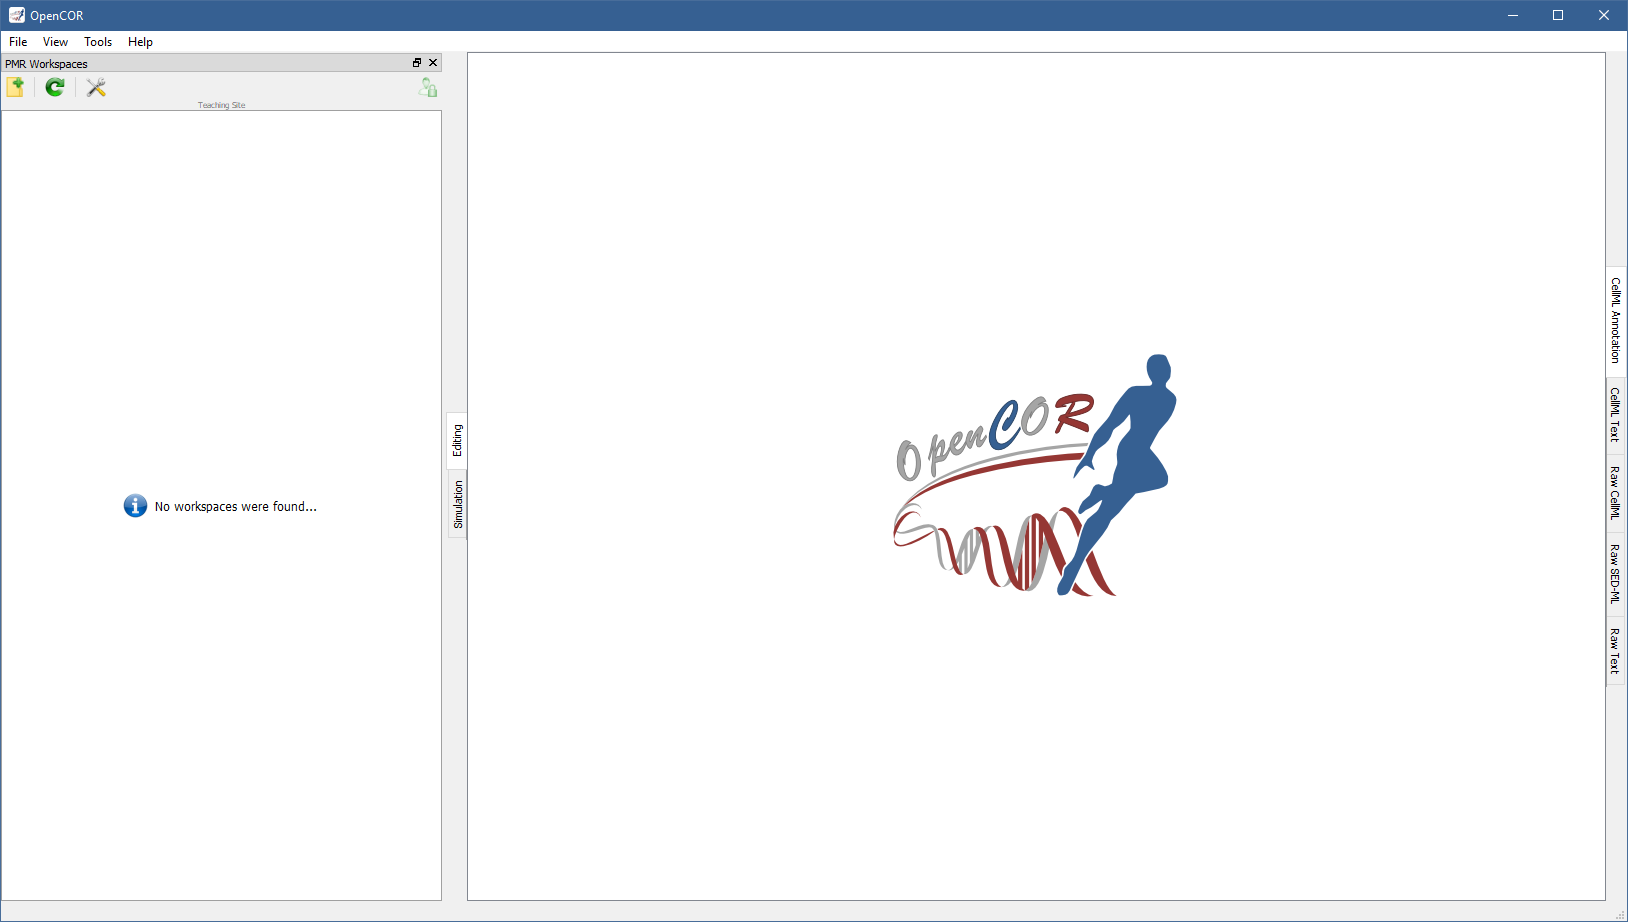 OpenCOR
File View Tools Help
PMR Workspaces
Teaching Site
No workspaces were found...
Editing
Simulation
OpenCOR
CellML Annotation
CellML Text
Raw CellML
Raw SED-ML
Raw Text